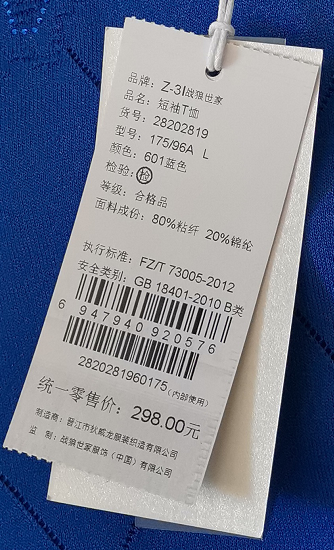 品牌：Z-3I战狼世家
品名：短袖T恤
货号：28202819
型号：175/96A L
颜色：601蓝色
检验：检
等级：合格品
面料成份：80%粘纤 20%锦纶
执行标准：FZ/T 73005-2012
安全类别：GB 18401-2010 B类
6 947940 920576
2820281960175(内部使用)
统一零售价：298.00元
制造商：晋江市狄威龙服装织造有限公司
监 制：战狼世家服饰（中国）有限公司